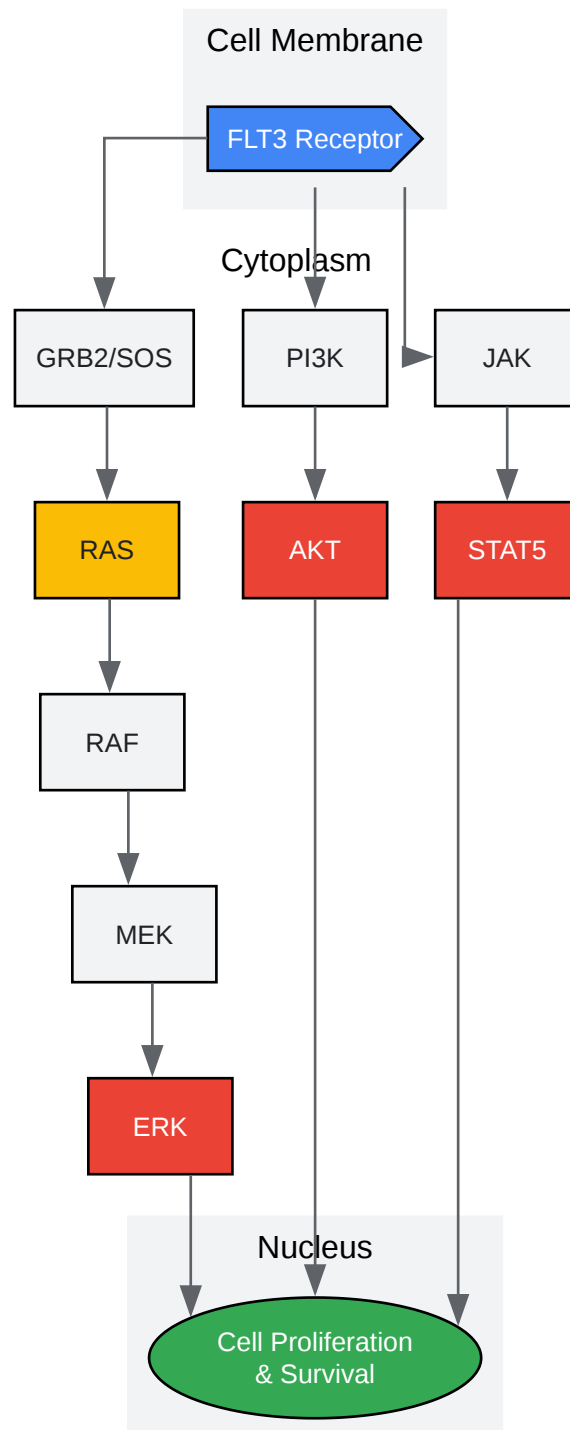 Cell Membrane
FLT3 Receptor
Cytoplasm
GRB2/SOS
PI3K
JAK
RAS
AKT
STAT5
RAF
MEK
ERK
Nucleus
Cell Proliferation
& Survival